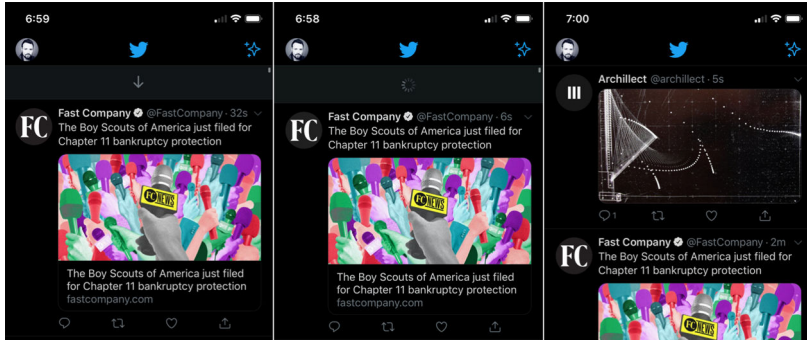 6:59
Fast Company @FastCompany · 32s
The Boy Scouts of America just filed for
Chapter 11 bankruptcy protection
FC
FC NEWS
The Boy Scouts of America just filed
for Chapter 11 bankruptcy protection
fastcompany.com
6:58
Fast Company @FastCompany · 6s
The Boy Scouts of America just filed for
Chapter 11 bankruptcy protection
FC
FC NEWS
The Boy Scouts of America just filed
for Chapter 11 bankruptcy protection
fastcompany.com
7:00
Archillect @archillect · 5s
1
Fast Company @FastCompany · 2m
The Boy Scouts of America just filed for
Chapter 11 bankruptcy protection
FC
FC NEWS